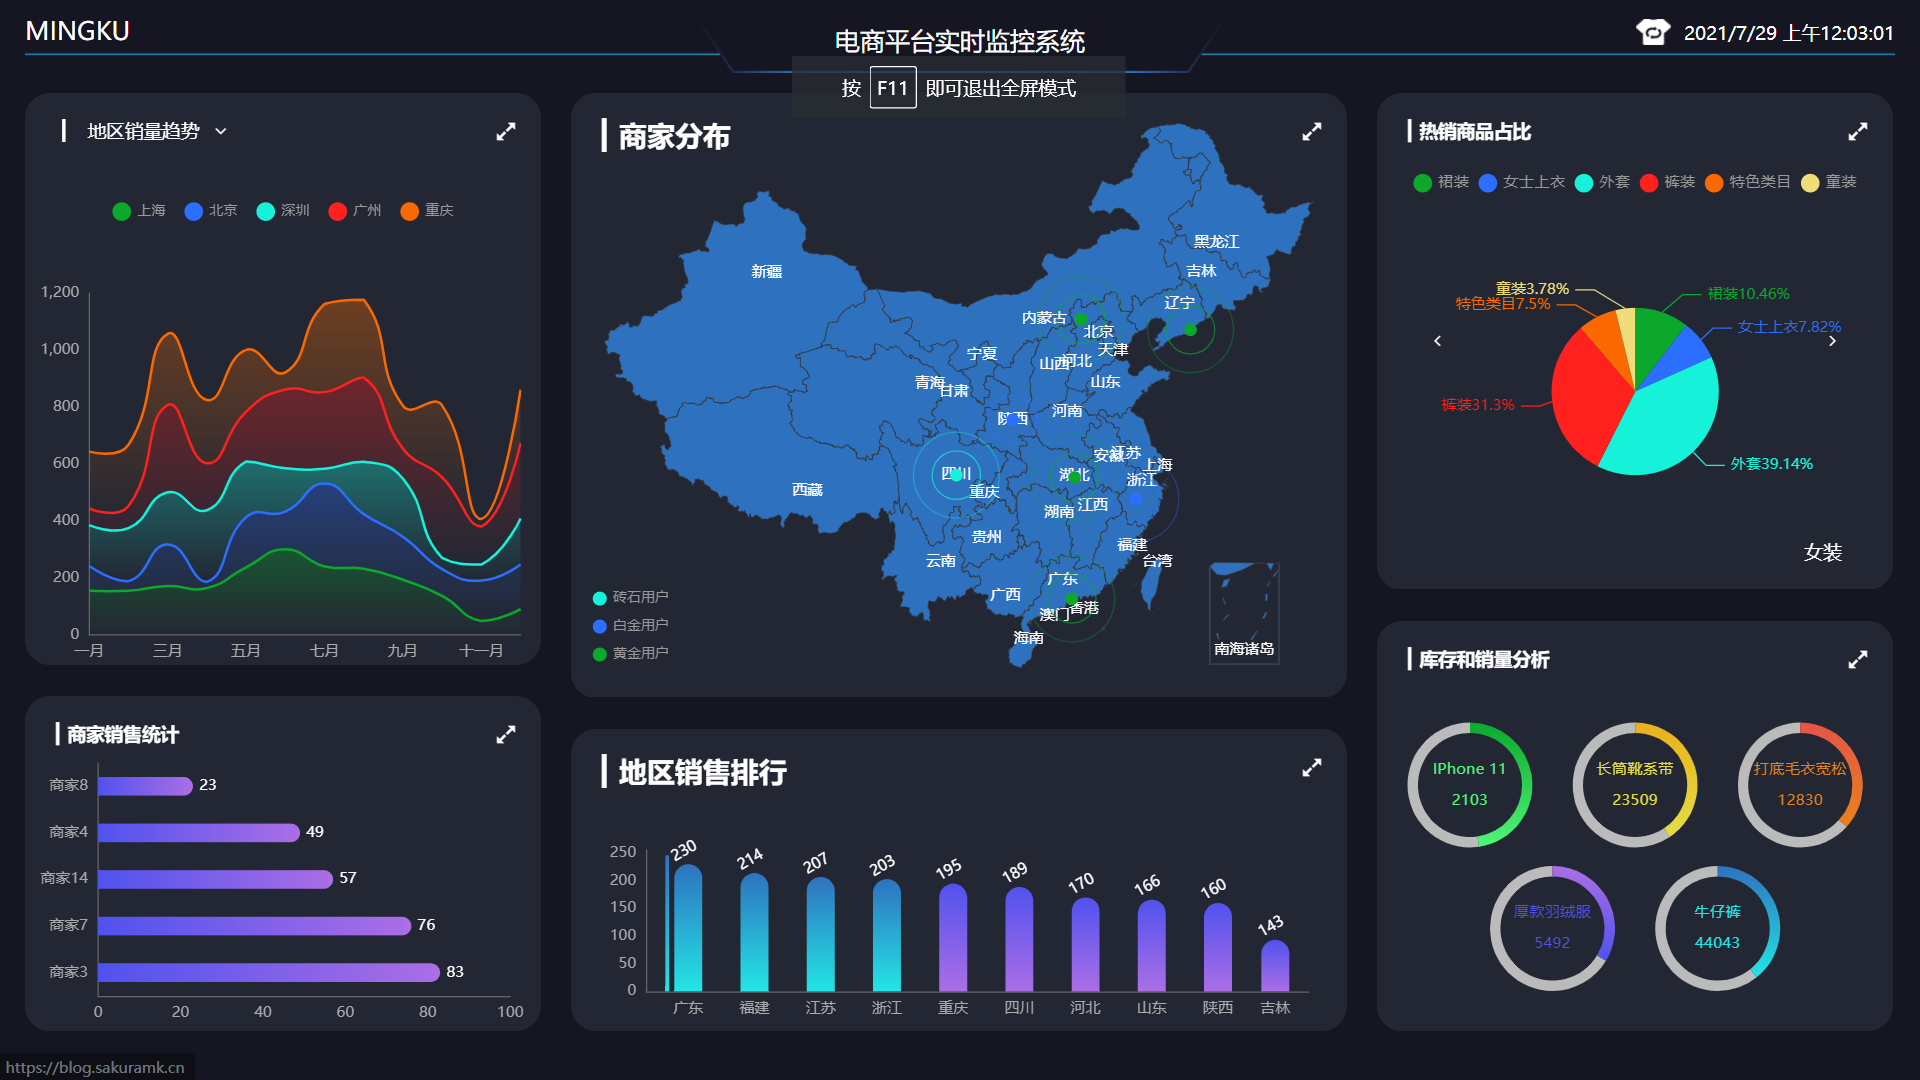 MINGKU
电商平台实时监控系统
2021/7/29 上午12:03:01
按 F11 即可退出全屏模式
地区销量趋势
上海 北京 深圳 广州 重庆
1,200
1,000
800
600
400
200
0
一月 三月 五月 七月 九月 十一月
商家销售统计
商家8 23
商家4 49
商家14 57
商家7 76
商家3 83
0 20 40 60 80 100
商家分布
黑龙江
新疆
吉林
辽宁
内蒙古
北京
天津
宁夏
山西
河北
青海
甘肃
山东
河南
陕西
安徽
江苏
上海
四川
湖北
浙江
西藏
重庆
江西
湖南
贵州
福建
云南
台湾
广东
广西
香港
澳门
海南
南海诸岛
砖石用户
白金用户
黄金用户
地区销售排行
250
200
150
100
50
0
230 214 207 203 195 189 170 166 160 143
广东 福建 江苏 浙江 重庆 四川 河北 山东 陕西 吉林
热销商品占比
裙装 女士上衣 外套 裤装 特色类目 童装
童装3.78%
裙装10.46%
特色类目7.5%
女士上衣7.82%
裤装31.3%
外套39.14%
女装
库存和销量分析
IPhone 11
2103
长筒靴系带
23509
打底毛衣宽松
12830
厚款羽绒服
5492
牛仔裤
44043
https://blog.sakuramk.cn